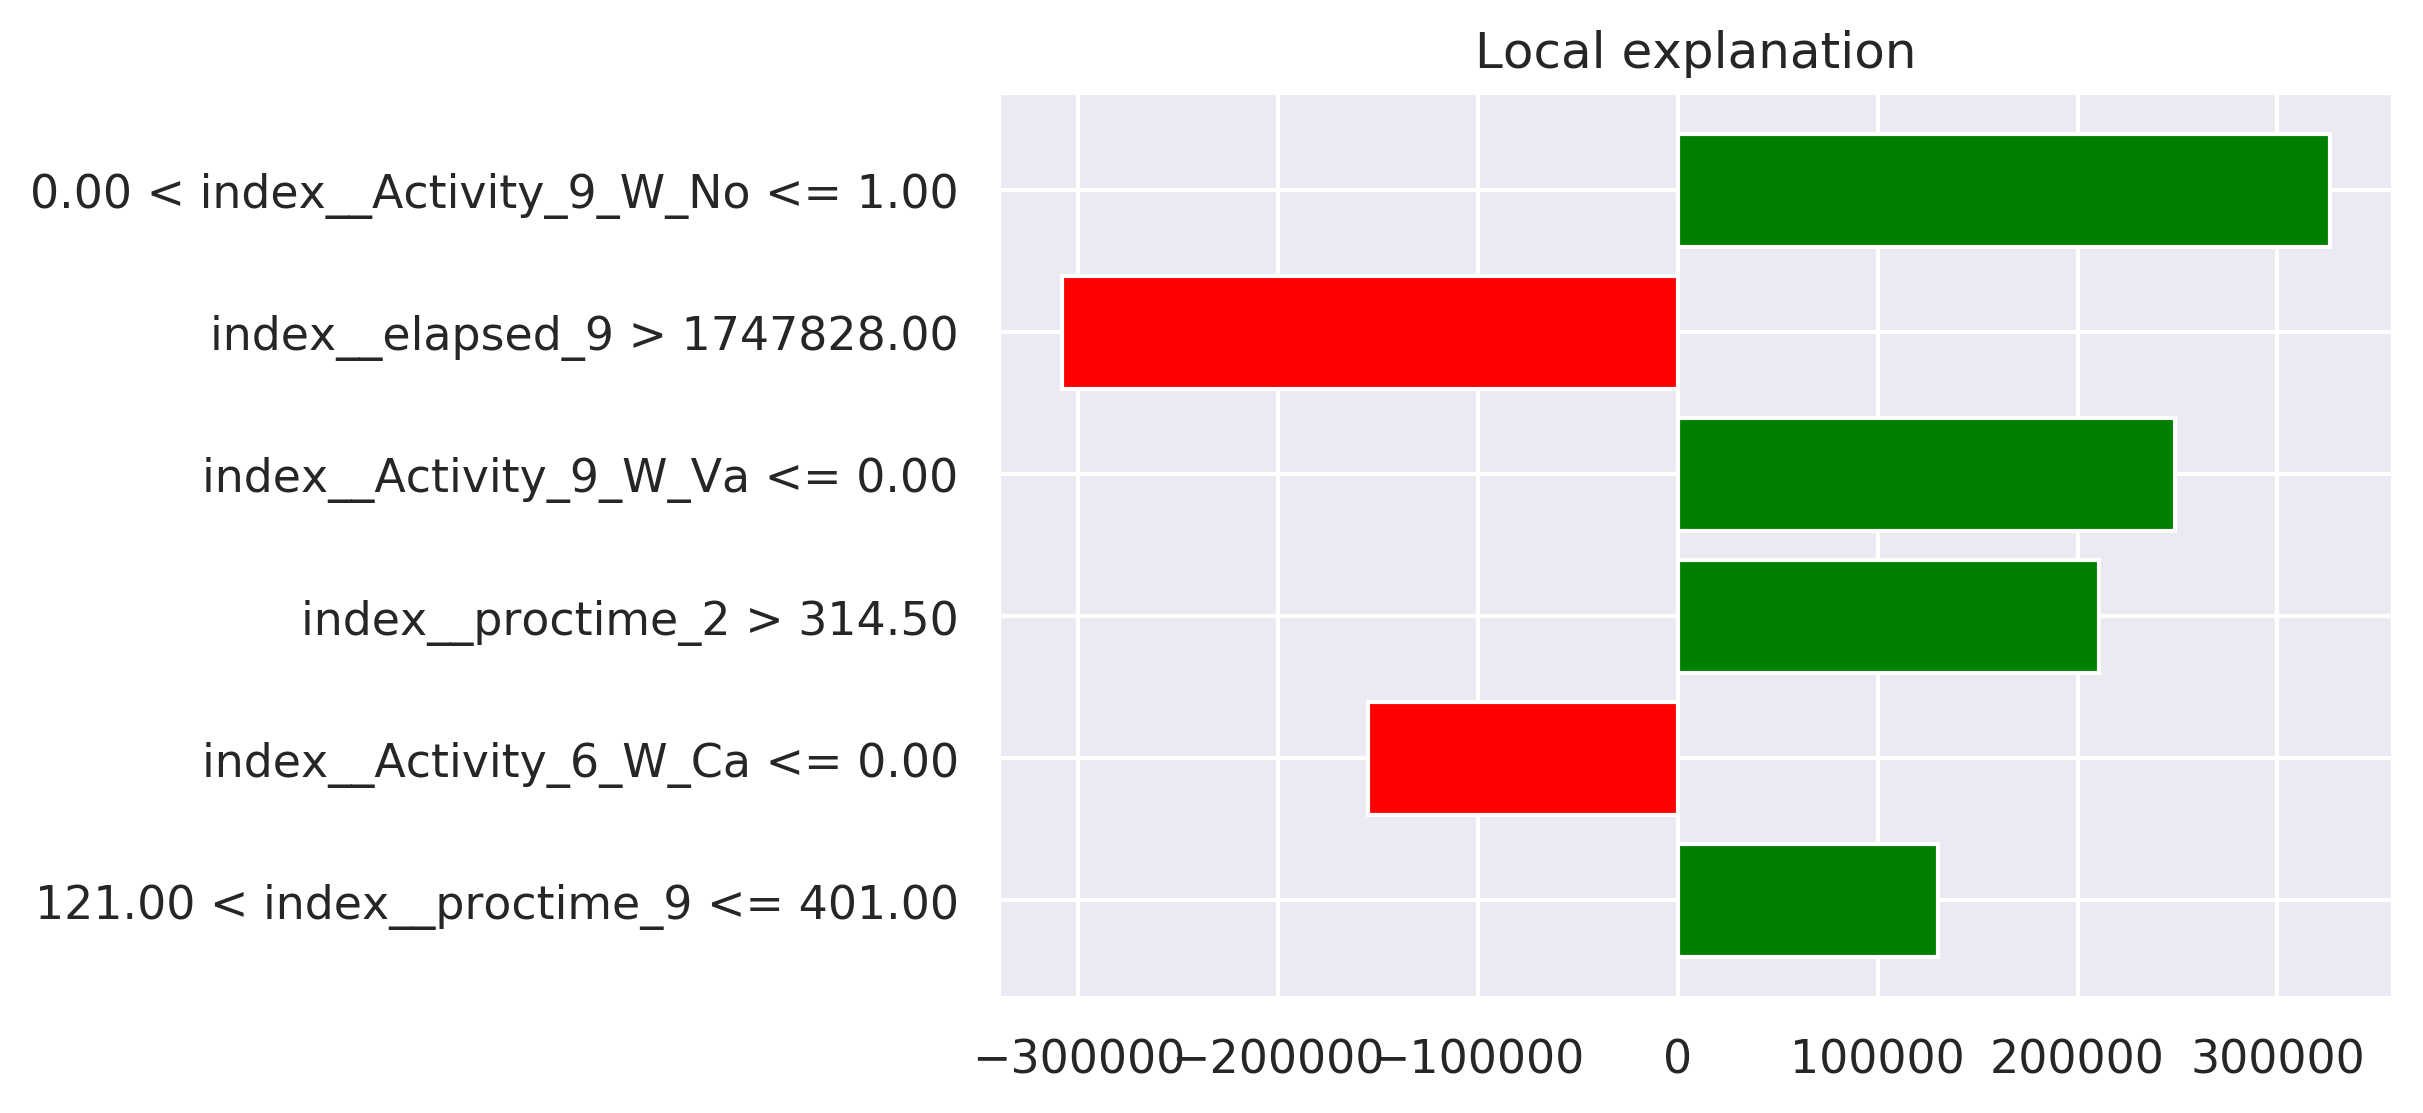 Local explanation
0.00 < index__Activity_9_W_No <= 1.00
index__elapsed_9 > 1747828.00
index__Activity_9_W_Va <= 0.00
index__proctime_2 > 314.50
index__Activity_6_W_Ca <= 0.00
121.00 < index__proctime_9 <= 401.00
−300000 −200000 −100000 0 100000 200000 300000